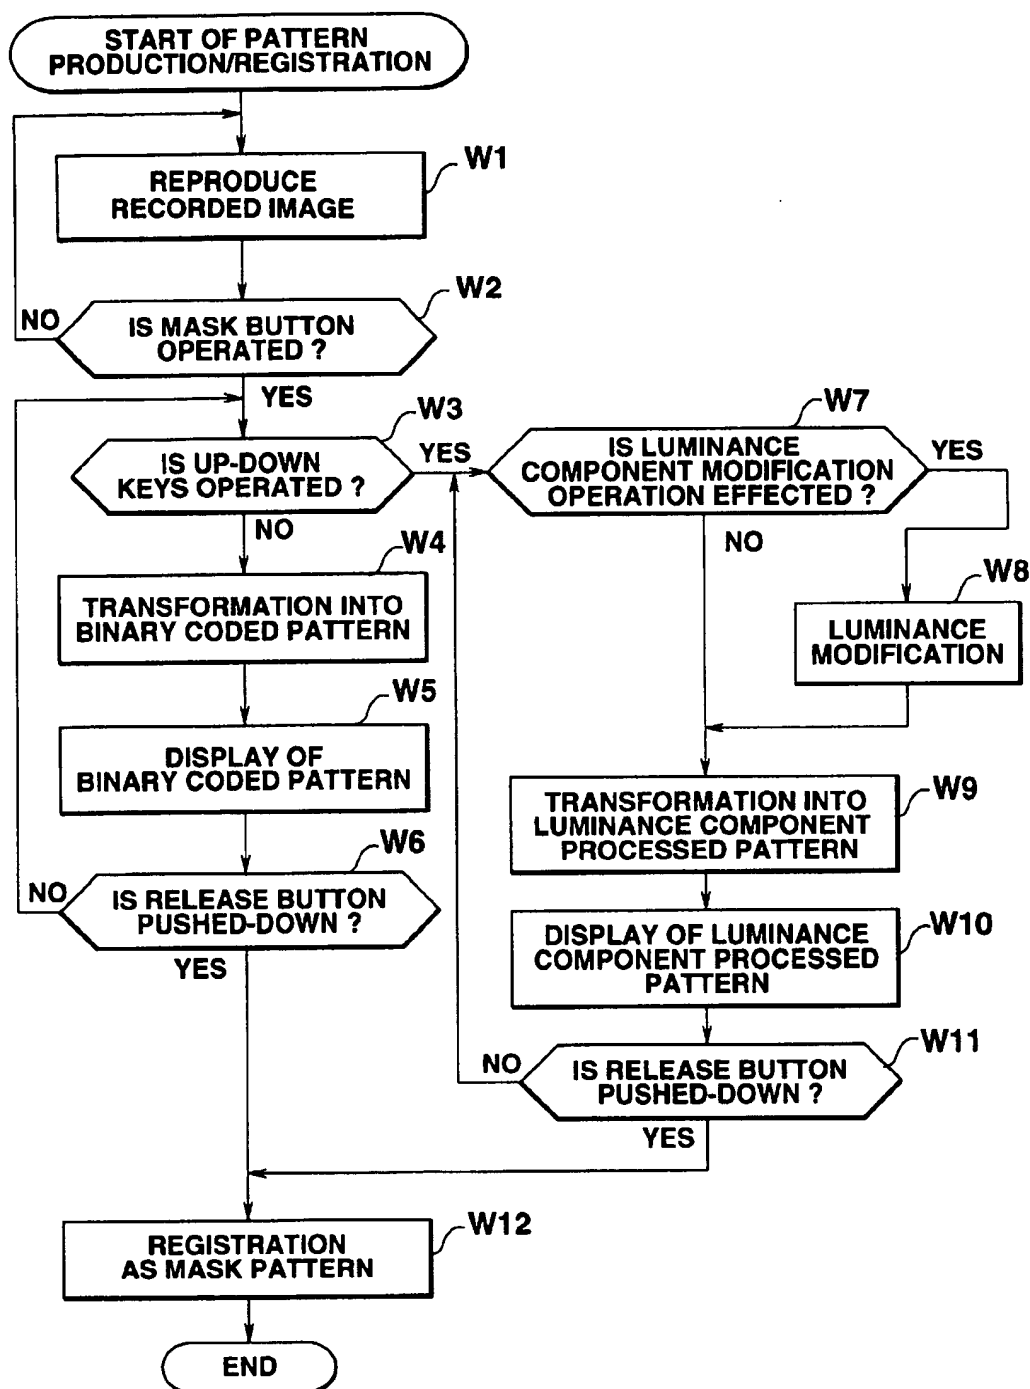 START OF PATTERN
PRODUCTION/REGISTRATION
W1
REPRODUCE
RECORDED IMAGE
W2
NO
IS MASK BUTTON
OPERATED ?
YES
W3
IS UP-DOWN
KEYS OPERATED ?
YES
NO
W4
TRANSFORMATION INTO
BINARY CODED PATTERN
W5
DISPLAY OF
BINARY CODED PATTERN
W6
NO
IS RELEASE BUTTON
PUSHED-DOWN ?
YES
W7
IS LUMINANCE
COMPONENT MODIFICATION
OPERATION EFFECTED ?
YES
NO
W8
LUMINANCE
MODIFICATION
W9
TRANSFORMATION INTO
LUMINANCE COMPONENT
PROCESSED PATTERN
W10
DISPLAY OF LUMINANCE
COMPONENT PROCESSED
PATTERN
W11
NO
IS RELEASE BUTTON
PUSHED-DOWN ?
YES
W12
REGISTRATION
AS MASK PATTERN
END